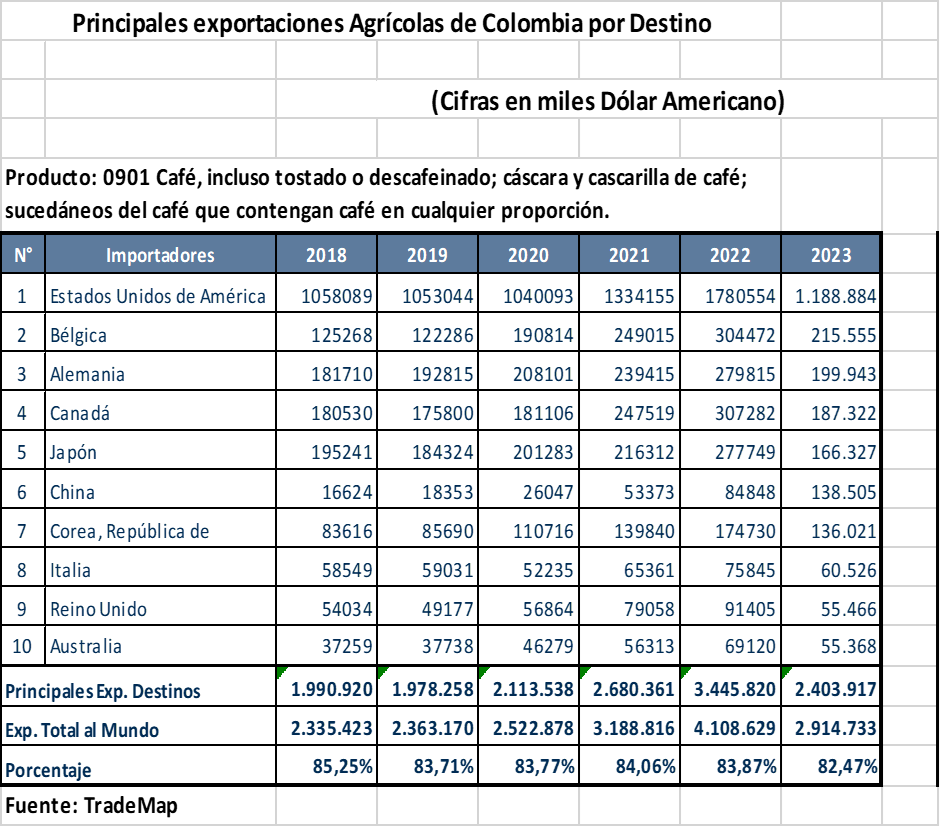 Principales exportaciones Agrícolas de Colombia por Destino
(Cifras en miles Dólar Americano)
Producto: 0901 Café, incluso tostado o descafeinado; cáscara y cascarilla de café;
sucedáneos del café que contengan café en cualquier proporción.
N° Importadores 2018 2019 2020 2021 2022 2023
1 Estados Unidos de América 1058089 1053044 1040093 1334155 1780554 1.188.884
2 Bélgica 125268 122286 190814 249015 304472 215.555
3 Alemania 181710 192815 208101 239415 279815 199.943
4 Canadá 180530 175800 181106 247519 307282 187.322
5 Japón 195241 184324 201283 216312 277749 166.327
6 China 16624 18353 26047 53373 84848 138.505
7 Corea, República de 83616 85690 110716 139840 174730 136.021
8 Italia 58549 59031 52235 65361 75845 60.526
9 Reino Unido 54034 49177 56864 79058 91405 55.466
10 Australia 37259 37738 46279 56313 69120 55.368
Principales Exp. Destinos 1.990.920 1.978.258 2.113.538 2.680.361 3.445.820 2.403.917
Exp. Total al Mundo 2.335.423 2.363.170 2.522.878 3.188.816 4.108.629 2.914.733
Porcentaje 85,25% 83,71% 83,77% 84,06% 83,87% 82,47%
Fuente: TradeMap